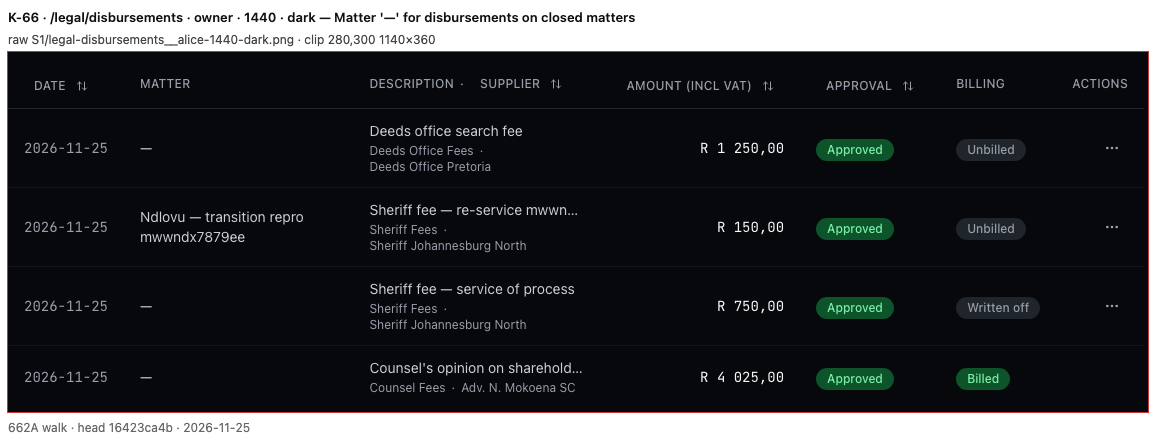 K-66 · /legal/disbursements · owner · 1440 · dark — Matter '—' for disbursements on closed matters
raw S1/legal-disbursements__alice-1440-dark.png · clip 280,300 1140×360
DATE ⇅ MATTER DESCRIPTION · SUPPLIER ⇅ AMOUNT (INCL VAT) ⇅ APPROVAL ⇅ BILLING ACTIONS
Deeds office search fee
2026-11-25 — Deeds Office Fees · R 1 250,00 Approved Unbilled ···
Deeds Office Pretoria
Ndlovu — transition repro Sheriff fee — re-service mwwn...
2026-11-25 mwwndx7879ee Sheriff Fees · R 150,00 Approved Unbilled ···
Sheriff Johannesburg North
Sheriff fee — service of process
2026-11-25 — Sheriff Fees · R 750,00 Approved Written off ···
Sheriff Johannesburg North
Counsel's opinion on sharehold...
2026-11-25 — Counsel Fees · Adv. N. Mokoena SC R 4 025,00 Approved Billed
662A walk · head 16423ca4b · 2026-11-25